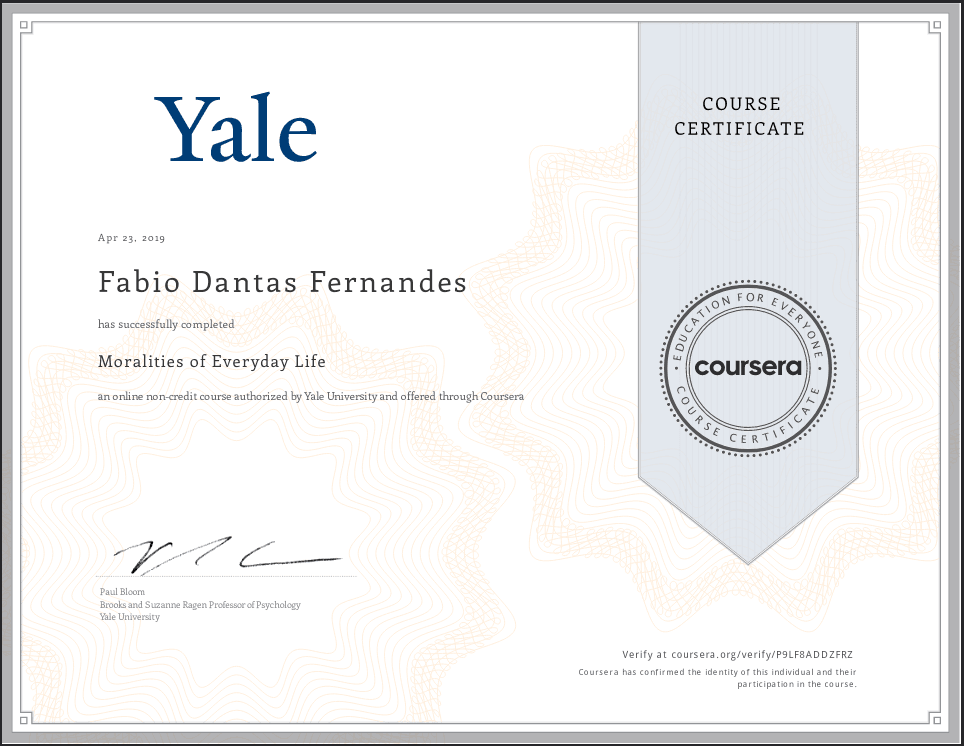 Yale
COURSE
CERTIFICATE
Apr 23, 2019
Fabio Dantas Fernandes
has successfully completed
Moralities of Everyday Life
an online non-credit course authorized by Yale University and offered through Coursera
EDUCATION FOR EVERYONE
coursera
COURSE CERTIFICATE
Paul Bloom
Brooks and Suzanne Ragen Professor of Psychology
Yale University
Verify at coursera.org/verify/P9LF8ADDZFRZ
Coursera has confirmed the identity of this individual and their
participation in the course.